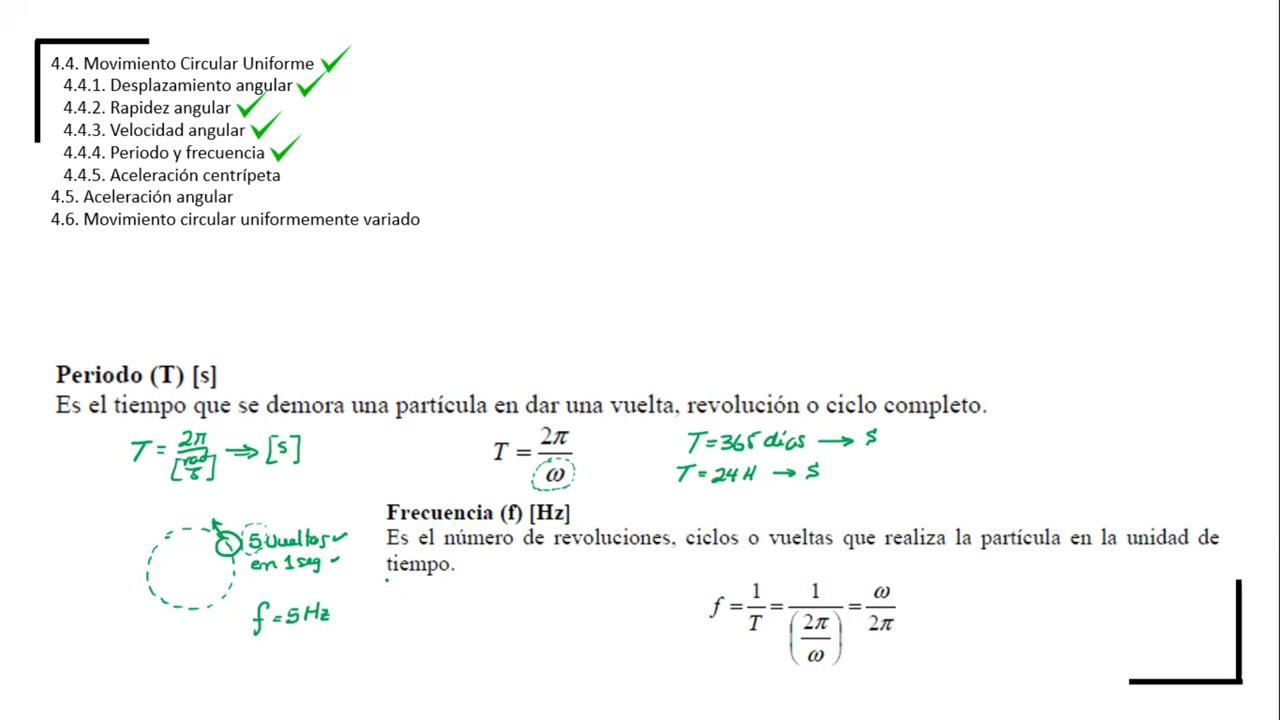 4.4. Movimiento Circular Uniforme
4.4.1. Desplazamiento angular
4.4.2. Rapidez angular
4.4.3. Velocidad angular
4.4.4. Periodo y frecuencia
4.4.5. Aceleración centrípeta
4.5. Aceleración angular
4.6. Movimiento circular uniformemente variado
Periodo (T) [s]
Es el tiempo que se demora una partícula en dar una vuelta, revolución o ciclo completo.
T = 2π / [rad/s] ⇒ [s]
T = 2π / ω
T = 365 días → s
T = 24 H → s
Frecuencia (f) [Hz]
Es el número de revoluciones, ciclos o vueltas que realiza la partícula en la unidad de
tiempo.
5 vueltas
en 1 seg
f = 5 Hz
f = 1/T = 1/(2π/ω) = ω/2π